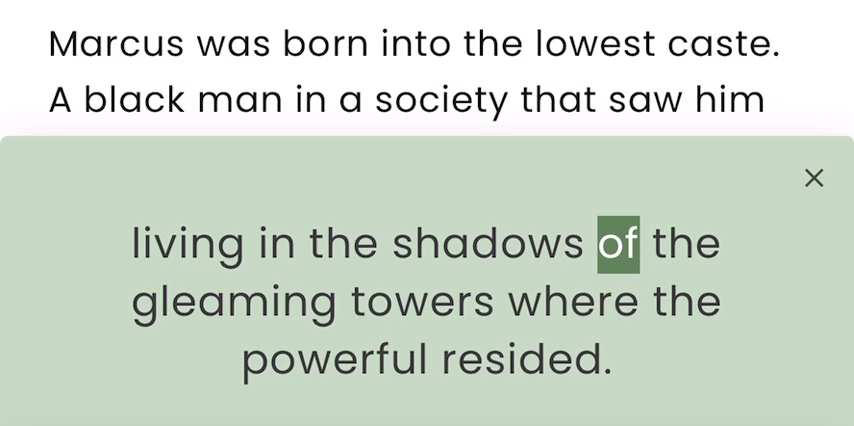 Marcus was born into the lowest caste.
A black man in a society that saw him
living in the shadows of the
gleaming towers where the
powerful resided.